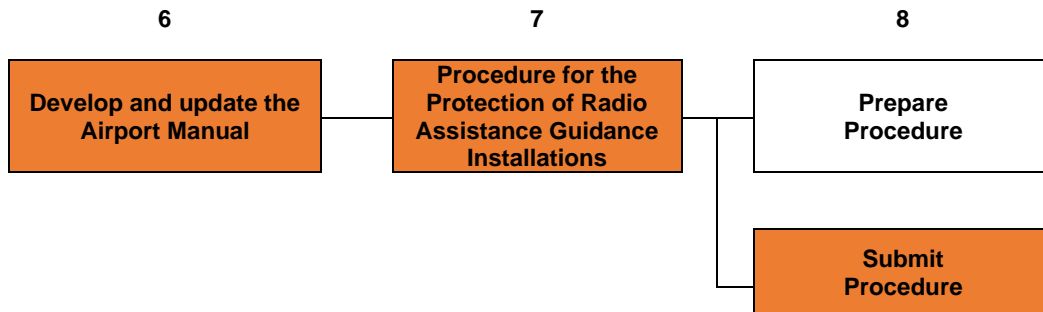 6
7
8
Develop and update the
Airport Manual
Procedure for the
Protection of Radio
Assistance Guidance
Installations
Prepare
Procedure
Submit
Procedure